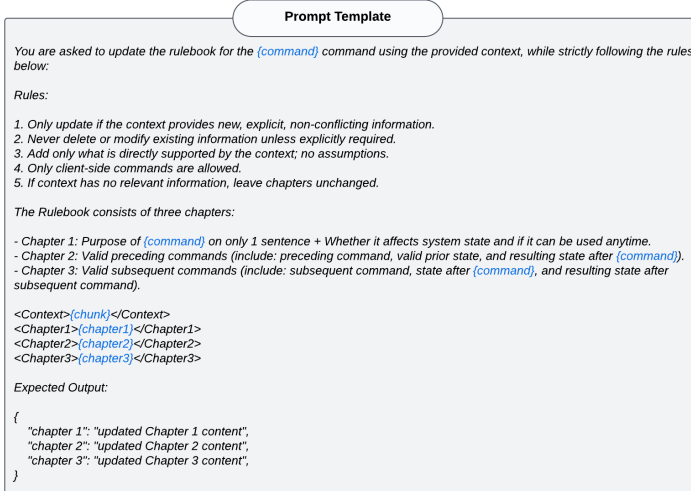 Prompt Template
You are asked to update the rulebook for the {command} command using the provided context, while strictly following the rules
below:
Rules:
1. Only update if the context provides new, explicit, non-conflicting information.
2. Never delete or modify existing information unless explicitly required.
3. Add only what is directly supported by the context; no assumptions.
4. Only client-side commands are allowed.
5. If context has no relevant information, leave chapters unchanged.
The Rulebook consists of three chapters:
- Chapter 1: Purpose of {command} on only 1 sentence + Whether it affects system state and if it can be used anytime.
- Chapter 2: Valid preceding commands (include: preceding command, valid prior state, and resulting state after {command}).
- Chapter 3: Valid subsequent commands (include: subsequent command, state after {command}, and resulting state after
subsequent command).
<Context>{chunk}</Context>
<Chapter1>{chapter1}</Chapter1>
<Chapter2>{chapter2}</Chapter2>
<Chapter3>{chapter3}</Chapter3>
Expected Output:
{
"chapter 1": "updated Chapter 1 content",
"chapter 2": "updated Chapter 2 content",
"chapter 3": "updated Chapter 3 content",
}